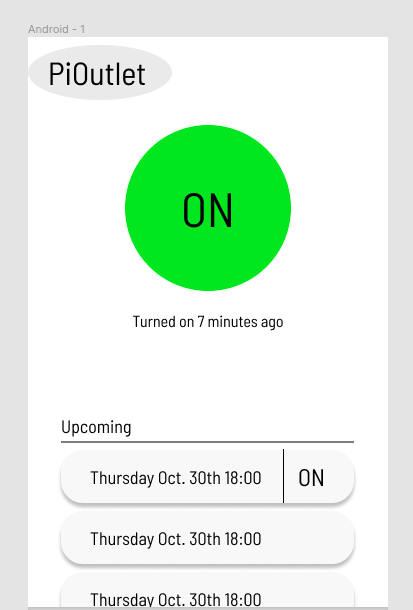 Android - 1
PiOutlet
ON
Turned on 7 minutes ago
Upcoming
Thursday Oct. 30th 18:00 ON
Thursday Oct. 30th 18:00
Thursday Oct. 30th 18:00